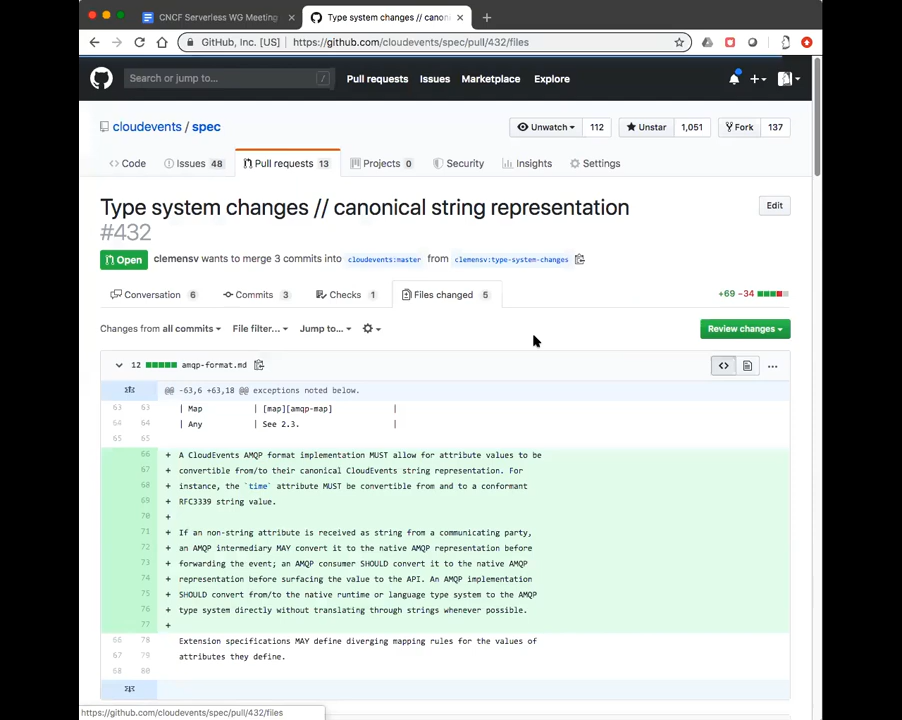 CNCF Serverless WG Meeting
Type system changes // canoni
GitHub, Inc. [US]
https://github.com/cloudevents/spec/pull/432/files
Search or jump to...
/
Pull requests
Issues
Marketplace
Explore
cloudevents / spec
Unwatch
112
Unstar
1,051
Fork
137
Code
Issues 48
Pull requests 13
Projects 0
Security
Insights
Settings
Type system changes // canonical string representation
#432
Edit
Open
clemensv wants to merge 3 commits into cloudevents:master from clemensv:type-system-changes
Conversation 6
Commits 3
Checks 1
Files changed 5
+69 −34
Changes from all commits
File filter...
Jump to...
Review changes
12
amqp-format.md
@@ -63,6 +63,18 @@ exceptions noted below.
63 63 | Map | [map][amqp-map] |
64 64 | Any | See 2.3. |
65 65
66 + A CloudEvents AMQP format implementation MUST allow for attribute values to be
67 + convertible from/to their canonical CloudEvents string representation. For
68 + instance, the `time` attribute MUST be convertible from and to a conformant
69 + RFC3339 string value.
70 +
71 + If an non-string attribute is received as string from a communicating party,
72 + an AMQP intermediary MAY convert it to the native AMQP representation before
73 + forwarding the event; an AMQP consumer SHOULD convert it to the native AMQP
74 + representation before surfacing the value to the API. An AMQP implementation
75 + SHOULD convert from/to the native runtime or language type system to the AMQP
76 + type system directly without translating through strings whenever possible.
77 +
66 78 Extension specifications MAY define diverging mapping rules for the values of
67 79 attributes they define.
68 80
https://github.com/cloudevents/spec/pull/432/files